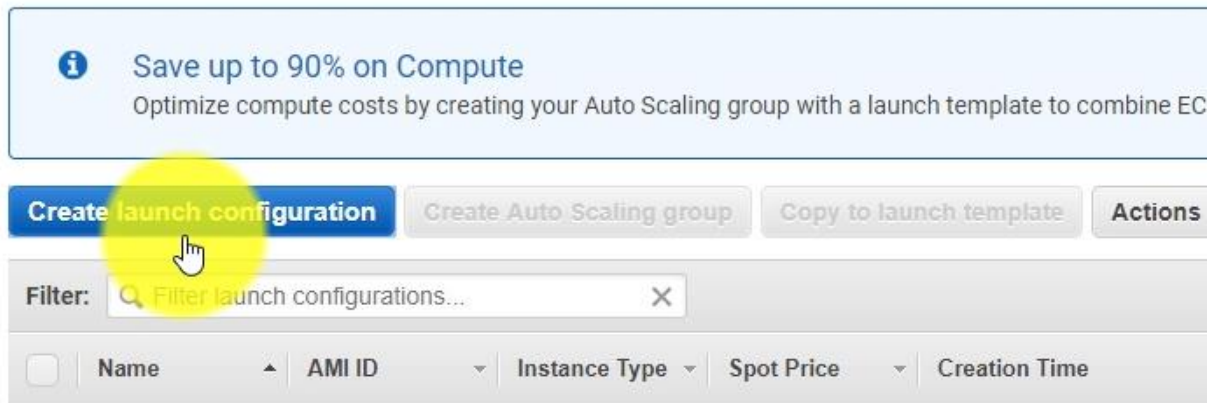 Save up to 90% on Compute
Optimize compute costs by creating your Auto Scaling group with a launch template to combine EC
Create launch configuration Create Auto Scaling group Copy to launch template Actions
Filter: Filter launch configurations...
Name AMI ID Instance Type Spot Price Creation Time